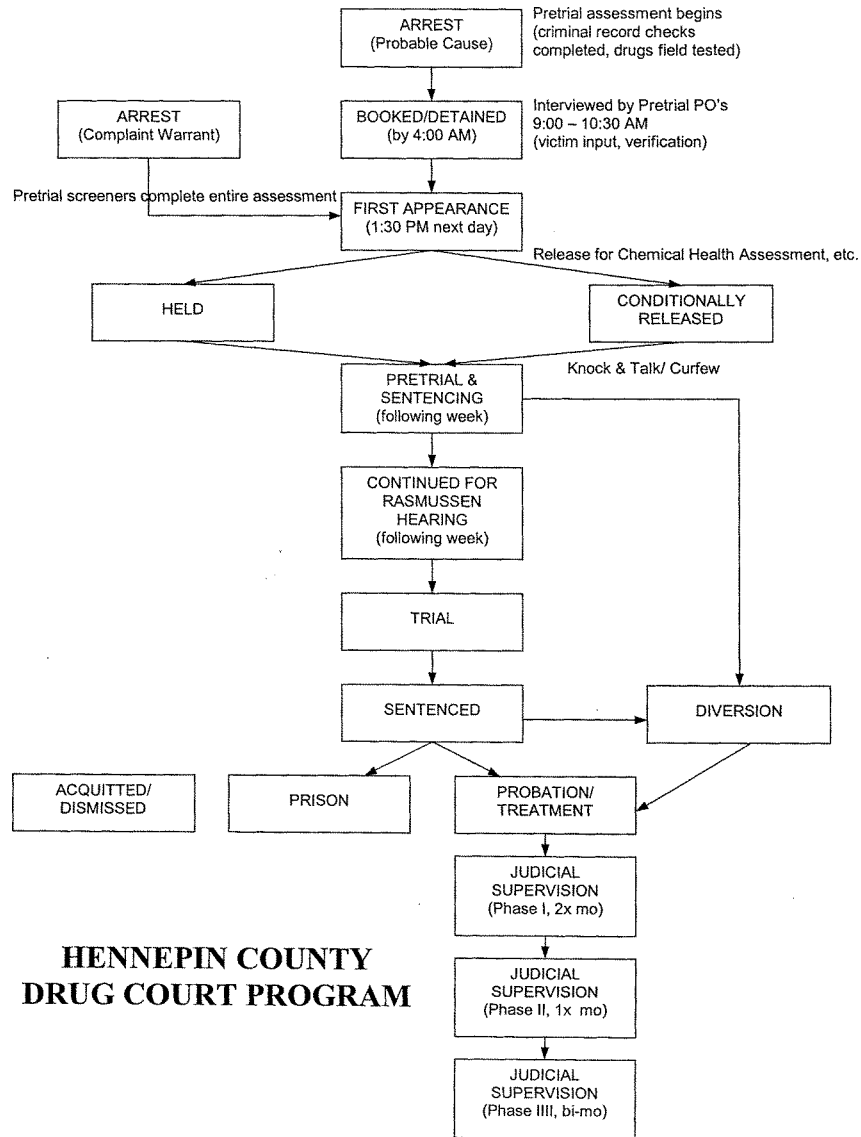 ARREST
(Probable Cause)
Pretrial assessment begins
(criminal record checks
completed, drugs field tested)
ARREST
(Complaint Warrant)
BOOKED/DETAINED
(by 4:00 AM)
Interviewed by Pretrial PO's
9:00 – 10:30 AM
(victim input, verification)
Pretrial screeners complete entire assessment
FIRST APPEARANCE
(1:30 PM next day)
Release for Chemical Health Assessment, etc.
HELD
CONDITIONALLY
RELEASED
Knock & Talk/ Curfew
PRETRIAL &
SENTENCING
(following week)
CONTINUED FOR
RASMUSSEN
HEARING
(following week)
TRIAL
SENTENCED
DIVERSION
ACQUITTED/
DISMISSED
PRISON
PROBATION/
TREATMENT
JUDICIAL
SUPERVISION
(Phase I, 2x mo)
HENNEPIN COUNTY
DRUG COURT PROGRAM
JUDICIAL
SUPERVISION
(Phase II, 1x mo)
JUDICIAL
SUPERVISION
(Phase IIII, bi-mo)